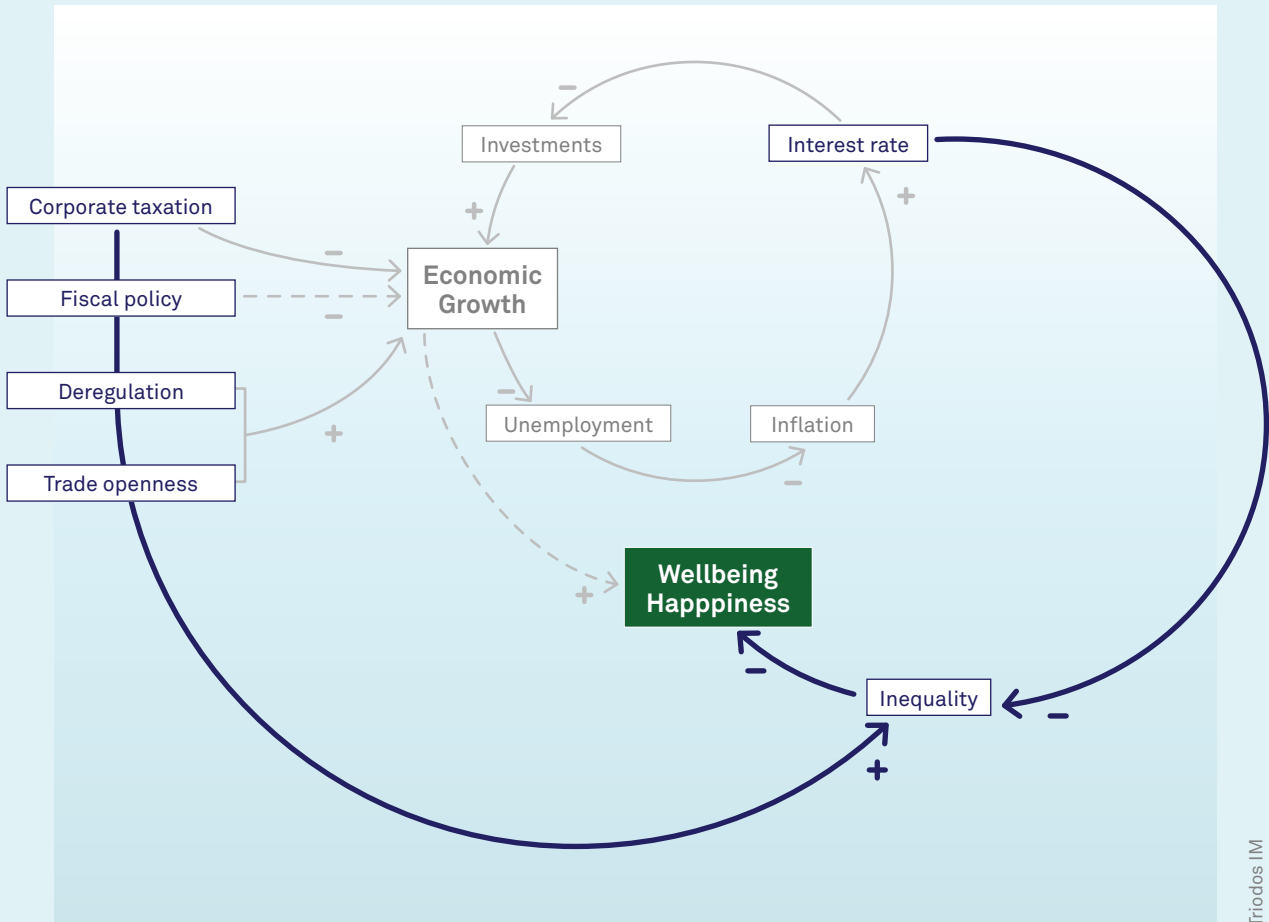 Investments
Interest rate
Corporate taxation
Economic
Growth
Fiscal policy
Deregulation
Unemployment
Inflation
Trade openness
Wellbeing
Happpiness
Inequality
Triodos IM
−
+
−
−
+
−
+
−
+
−
−
+